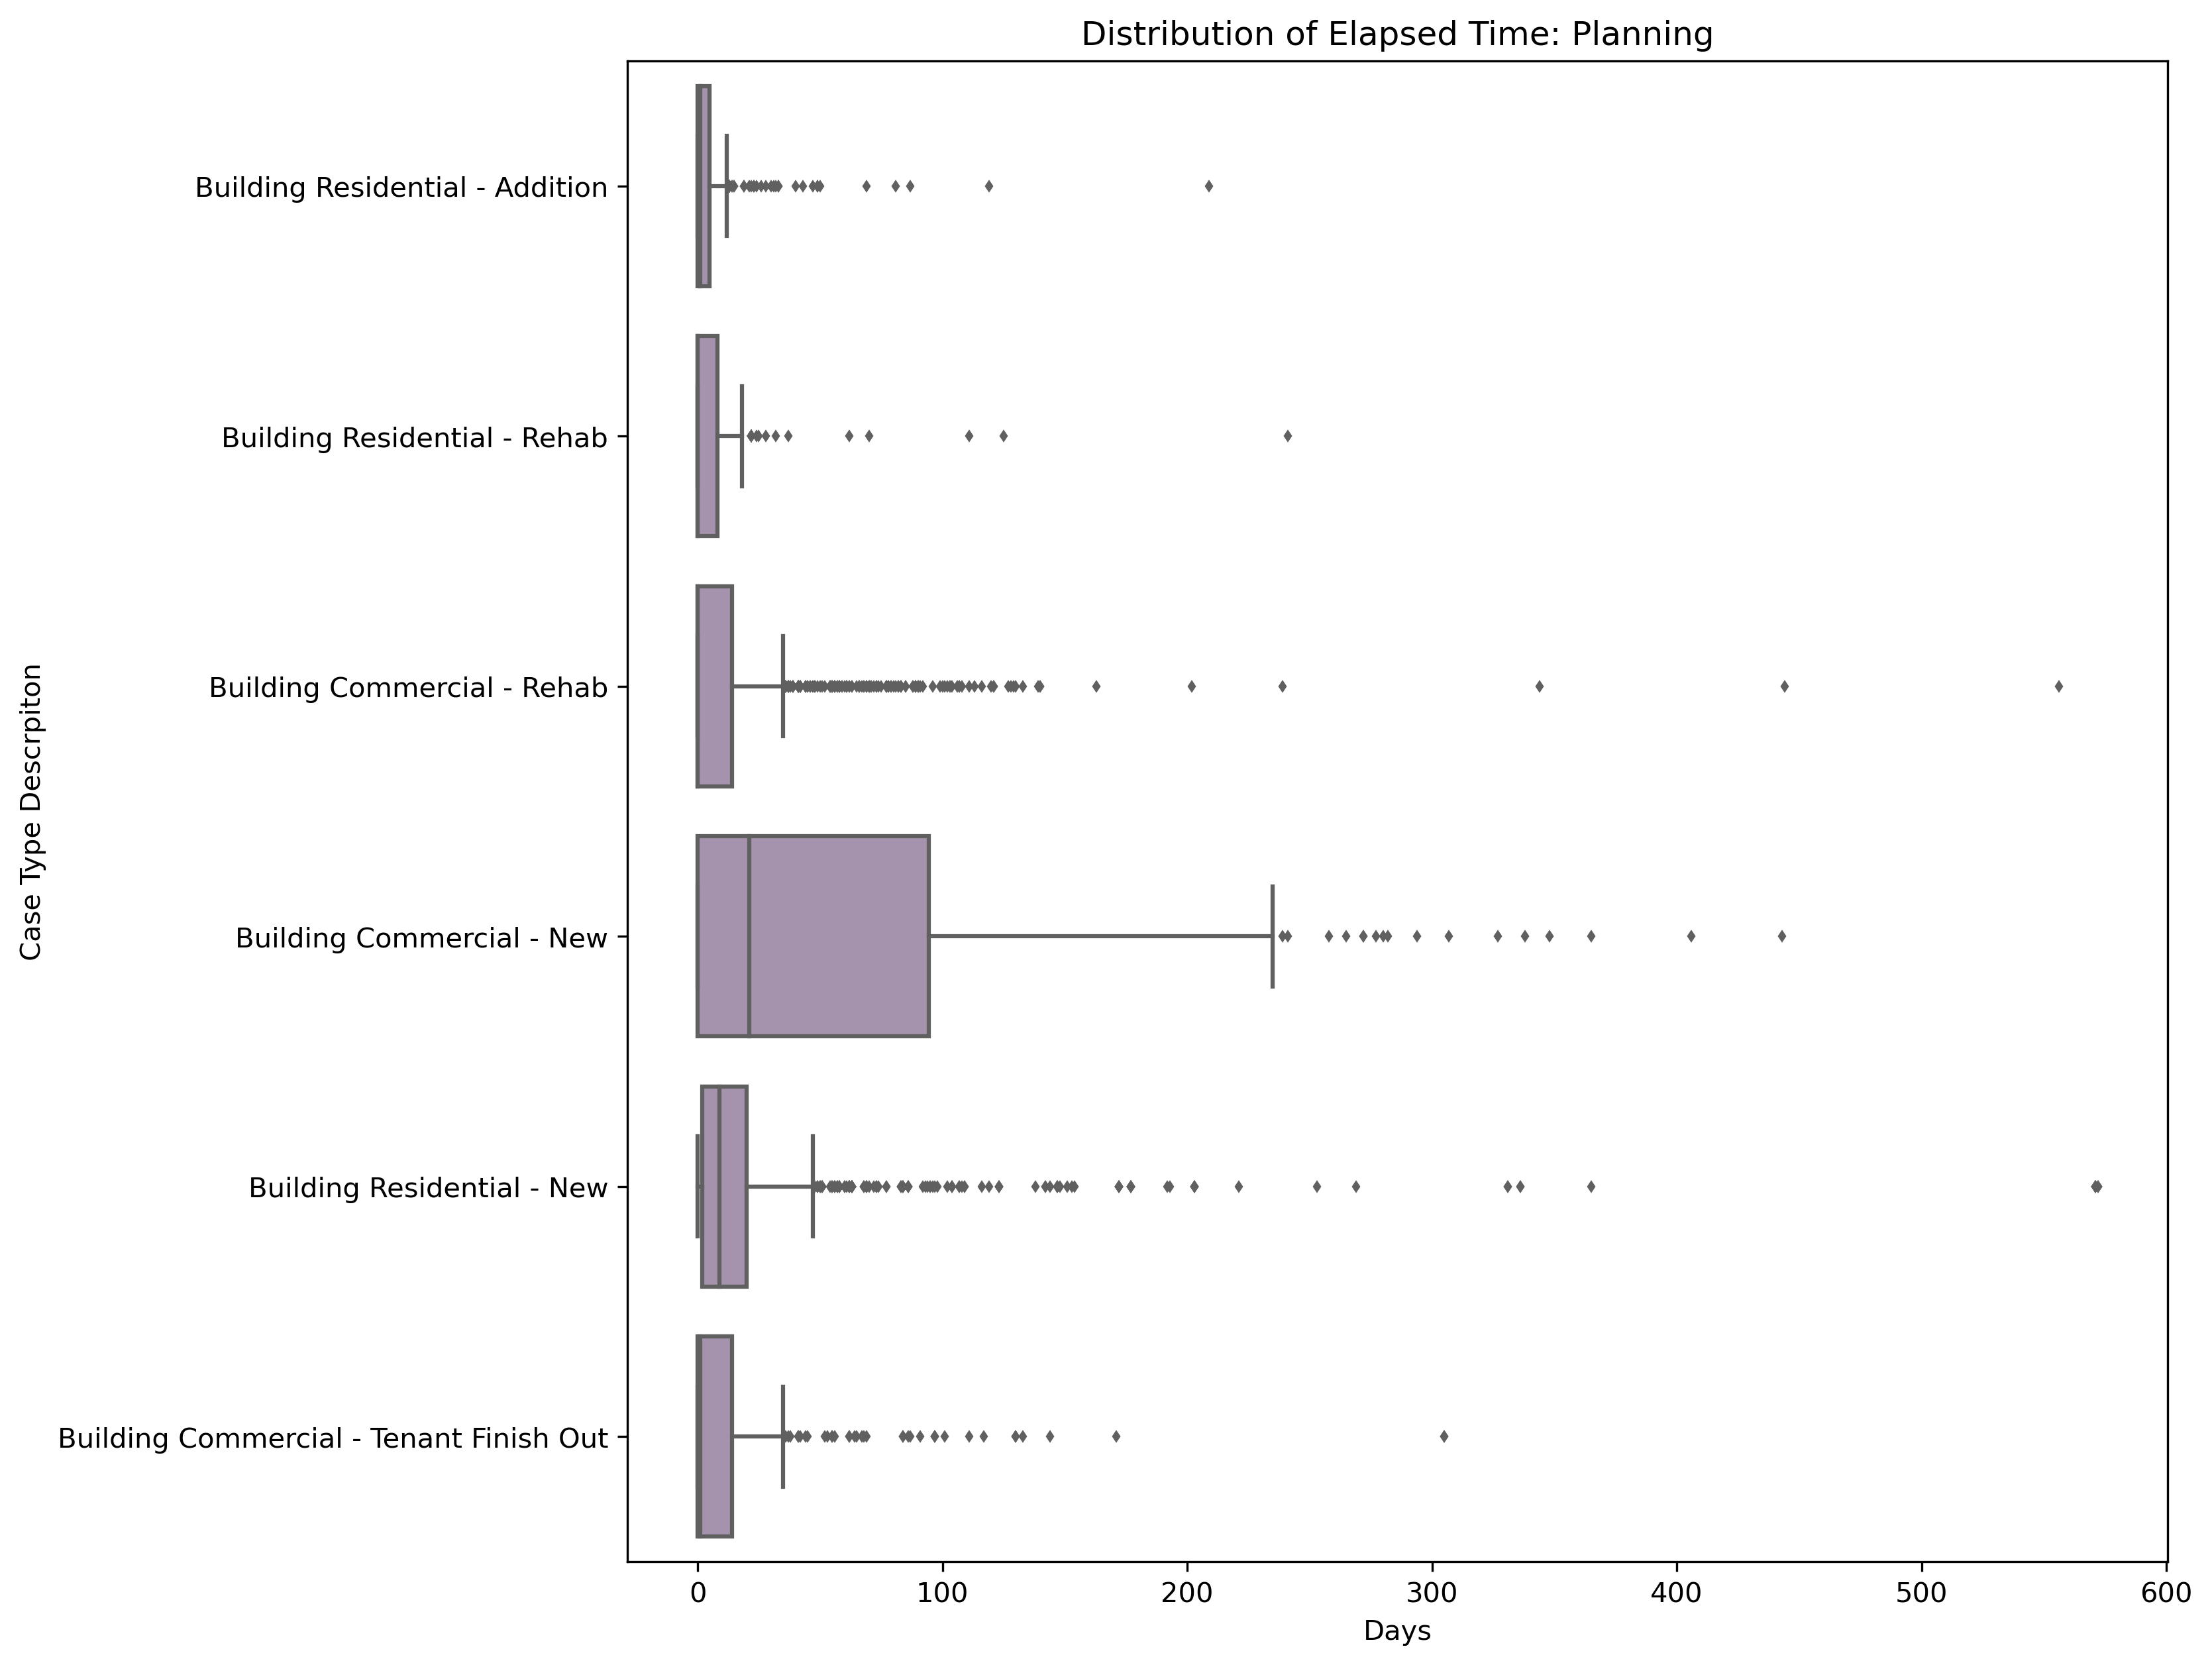 Distribution of Elapsed Time: Planning
Case Type Descrpiton
Building Residential - Addition
Building Residential - Rehab
Building Commercial - Rehab
Building Commercial - New
Building Residential - New
Building Commercial - Tenant Finish Out
0 100 200 300 400 500 600
Days